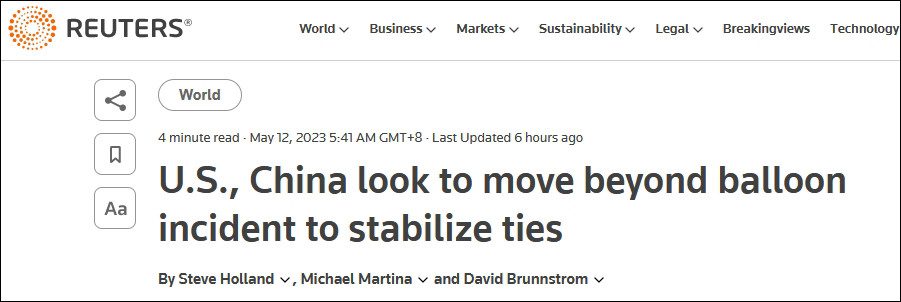 REUTERS®
World Business Markets Sustainability Legal Breakingviews Technology
World
4 minute read · May 12, 2023 5:41 AM GMT+8 · Last Updated 6 hours ago
Aa
U.S., China look to move beyond balloon
incident to stabilize ties
By Steve Holland , Michael Martina and David Brunnstrom